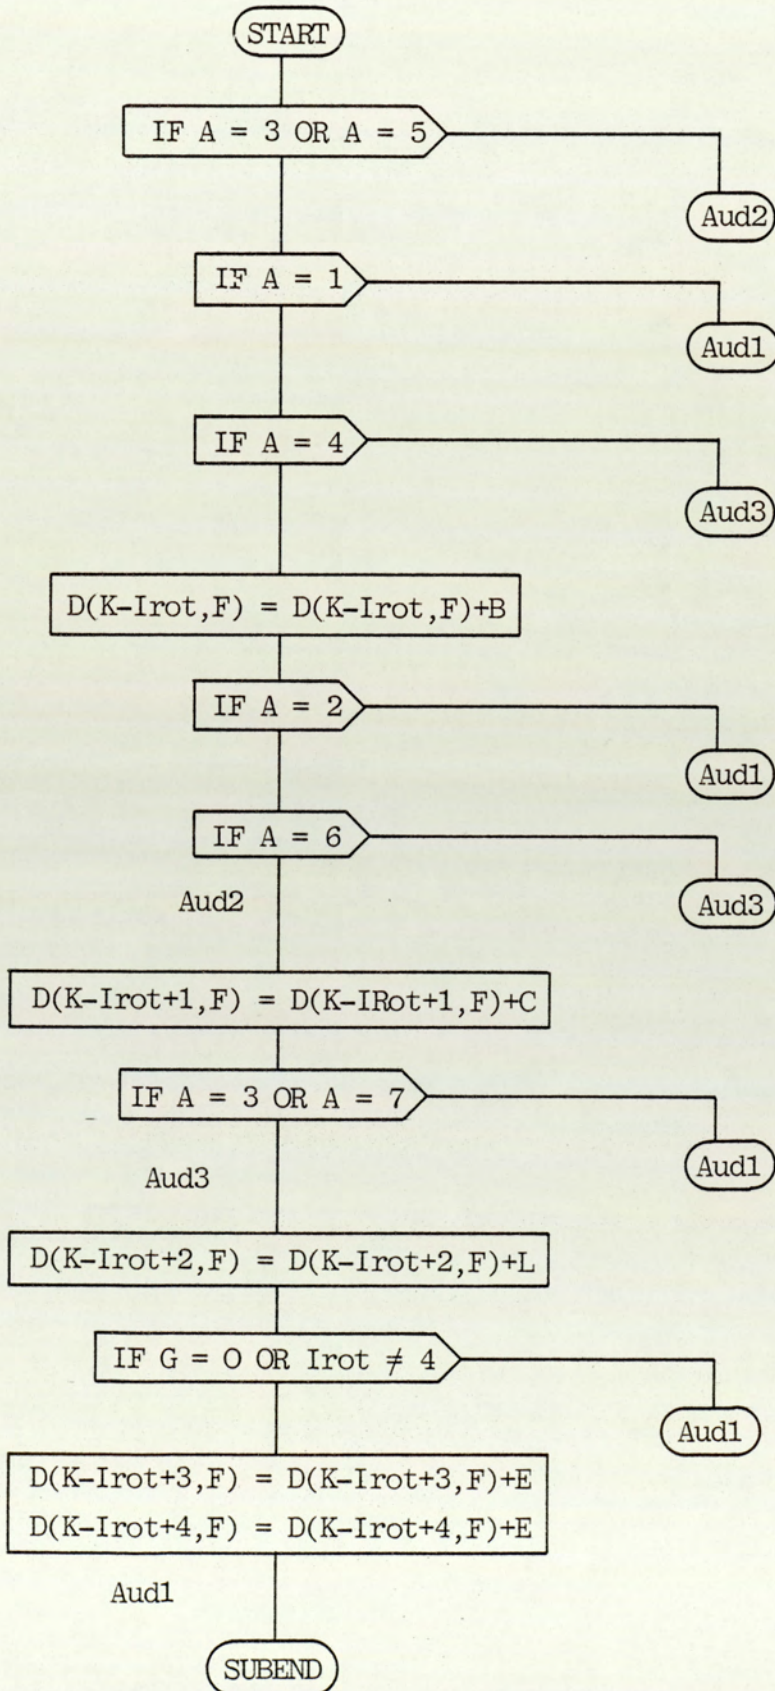 START
IF A = 3 OR A = 5
Aud2
IF A = 1
Aud1
IF A = 4
Aud3
D(K-Irot,F) = D(K-Irot,F)+B
IF A = 2
Aud1
IF A = 6
Aud2
Aud3
D(K-Irot+1,F) = D(K-IRot+1,F)+C
IF A = 3 OR A = 7
Aud1
Aud3
D(K-Irot+2,F) = D(K-Irot+2,F)+L
IF G = O OR Irot ≠ 4
Aud1
D(K-Irot+3,F) = D(K-Irot+3,F)+E
D(K-Irot+4,F) = D(K-Irot+4,F)+E
Aud1
SUBEND